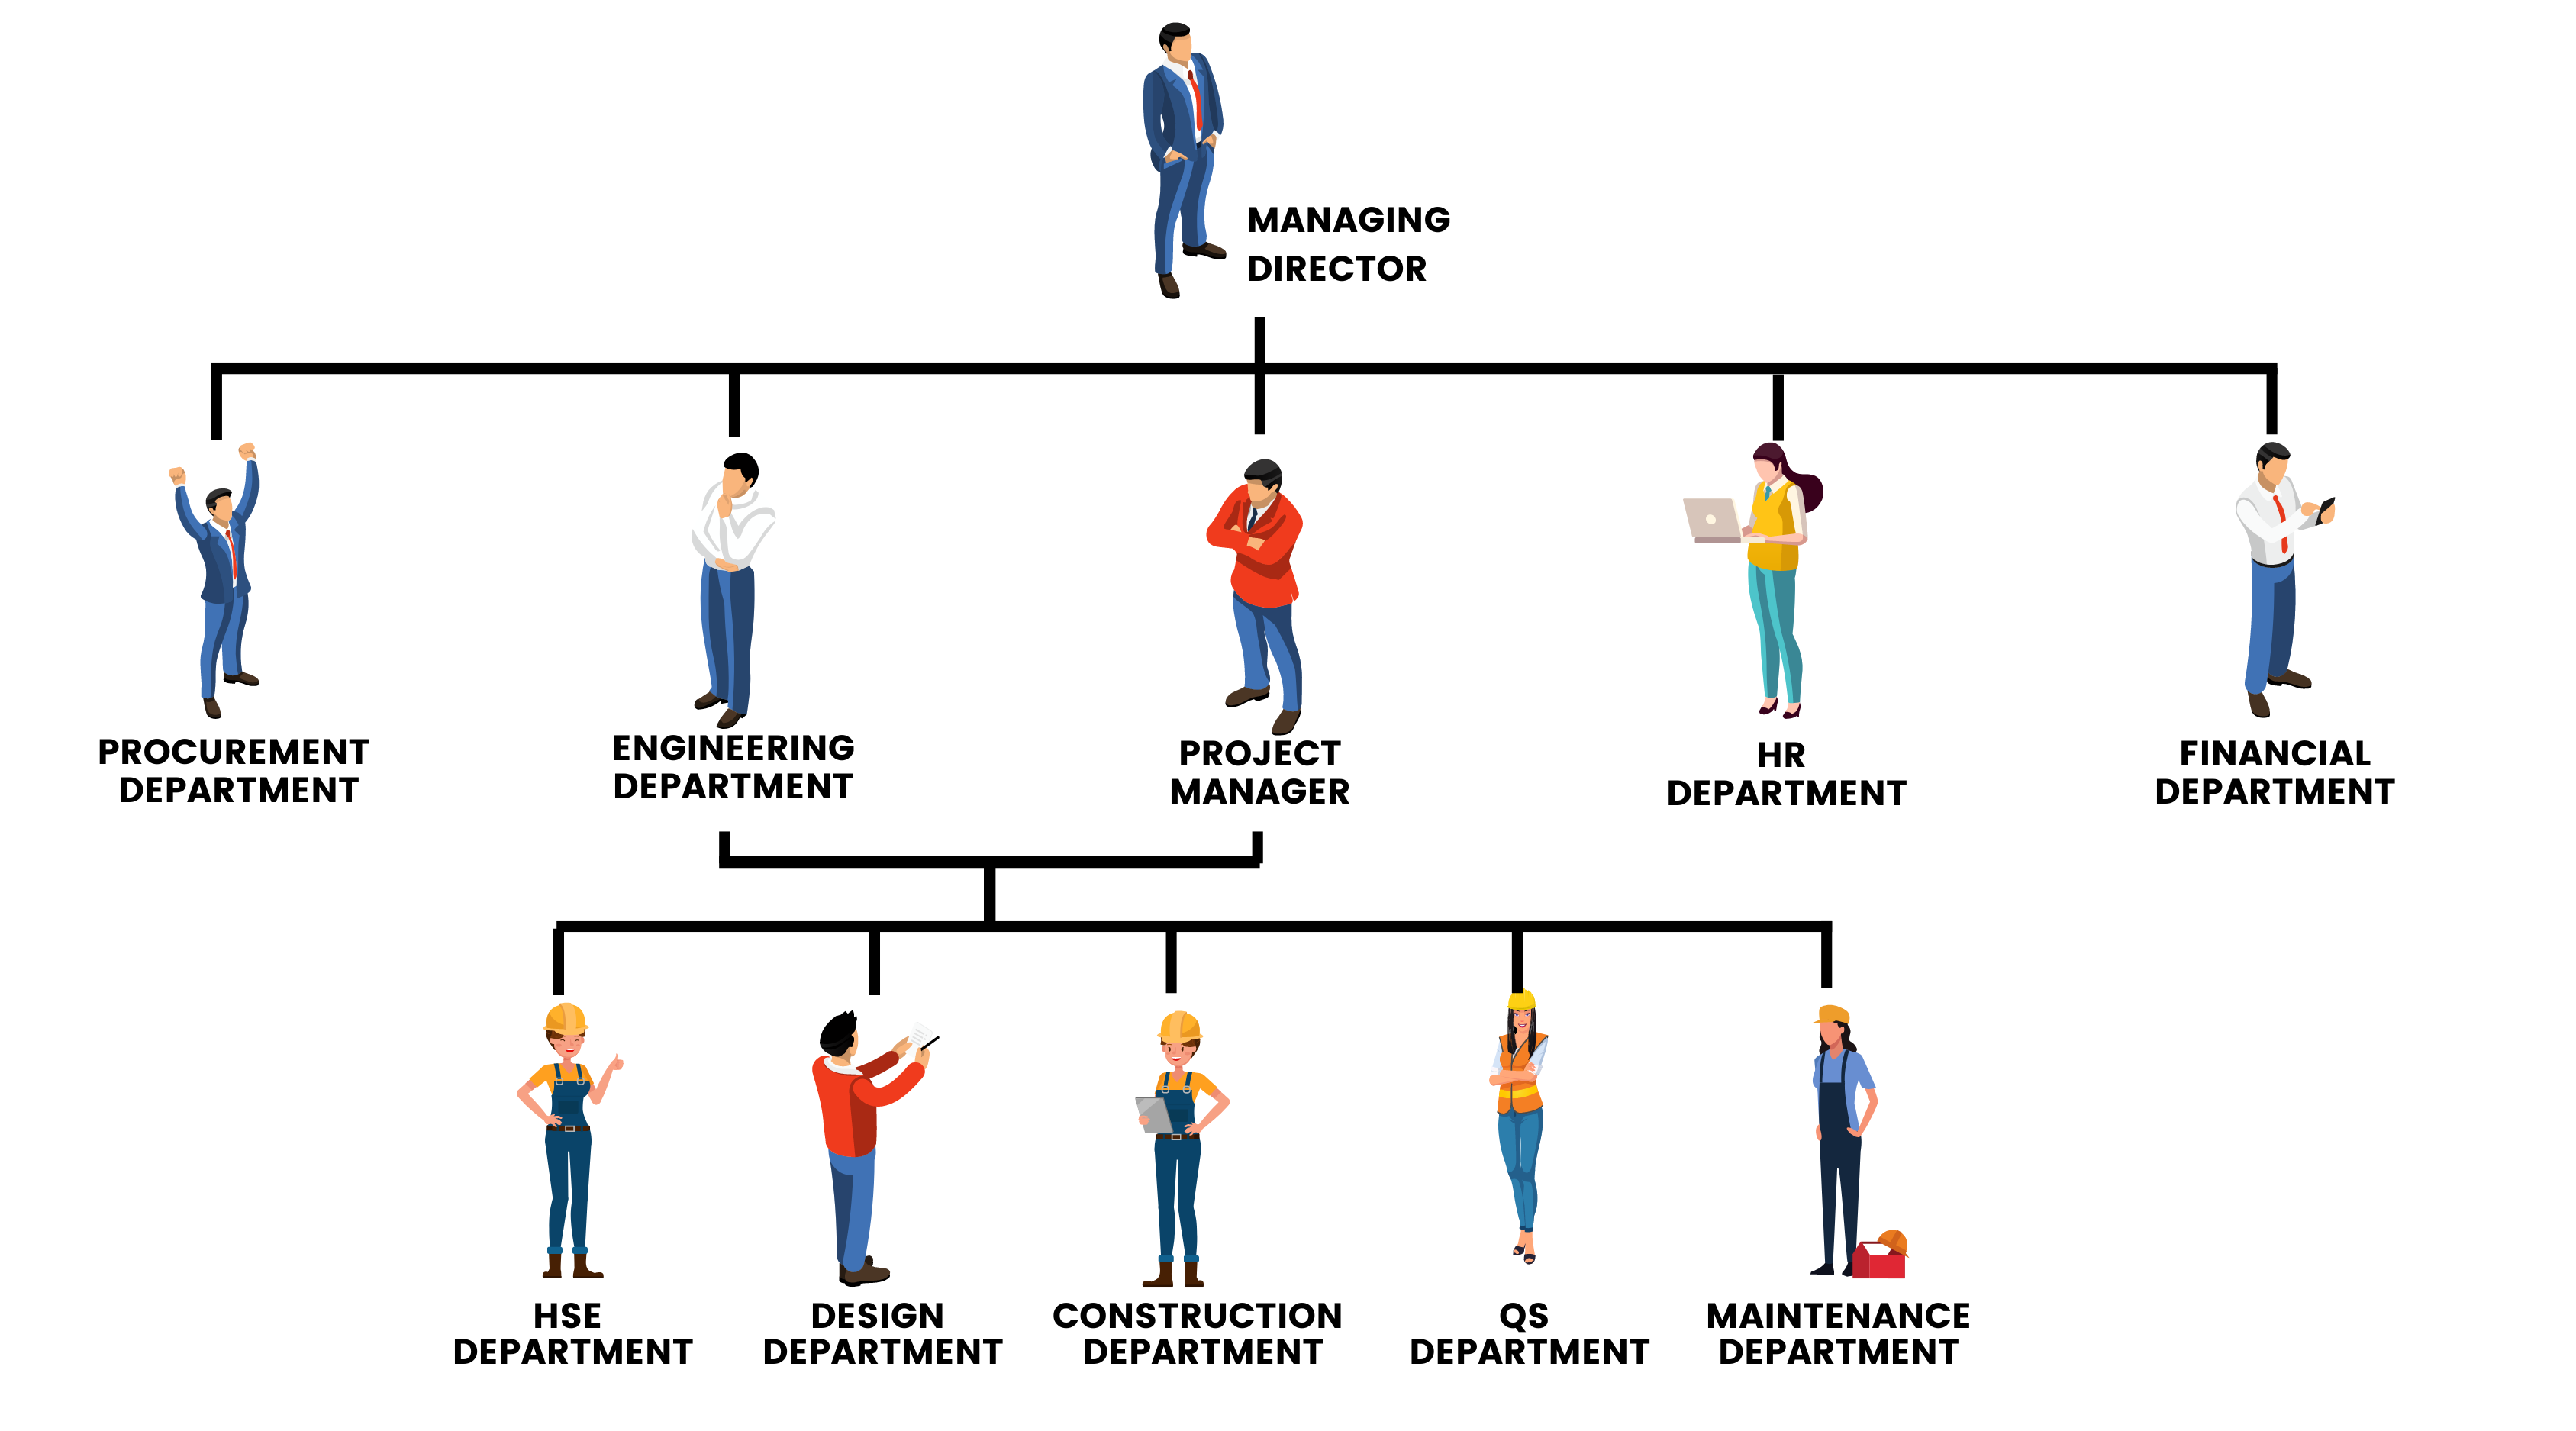 MANAGING
DIRECTOR
PROCUREMENT
DEPARTMENT
ENGINEERING
DEPARTMENT
PROJECT
MANAGER
HR
DEPARTMENT
FINANCIAL
DEPARTMENT
HSE
DEPARTMENT
DESIGN
DEPARTMENT
CONSTRUCTION
DEPARTMENT
QS
DEPARTMENT
MAINTENANCE
DEPARTMENT